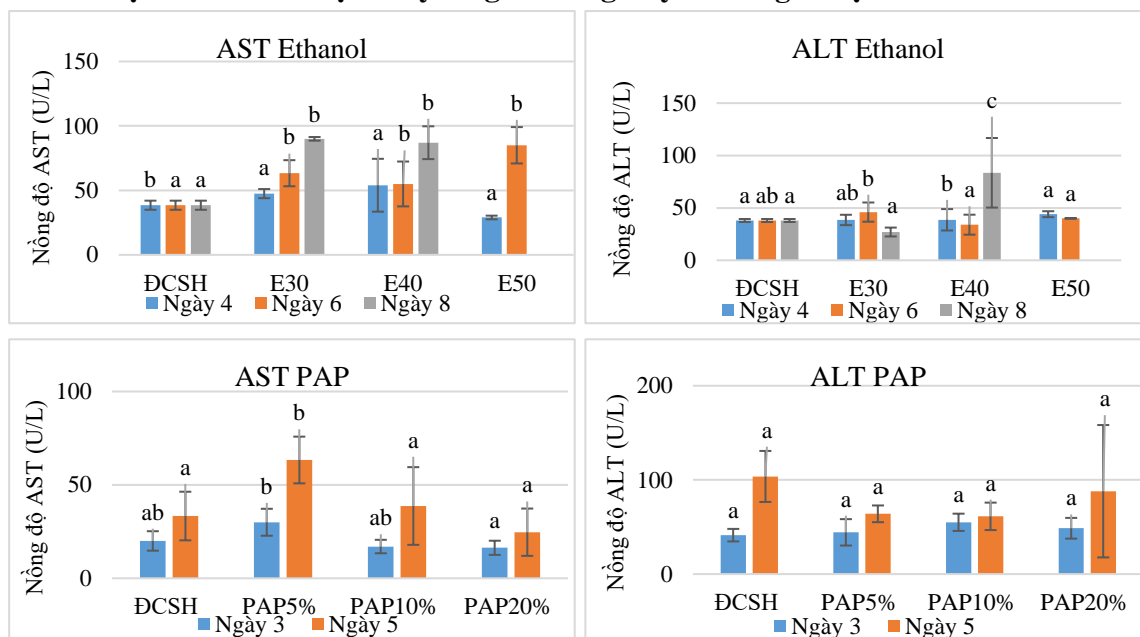 AST Ethanol
Nồng độ AST (U/L)
150
100
50
0
b a a
a b b
a b b
a b
ĐCSH E30 E40 E50
Ngày 4 Ngày 6 Ngày 8
ALT Ethanol
Nồng độ ALT (U/L)
150
100
50
0
a ab a
ab b a
b a c
a a
ĐCSH E30 E40 E50
Ngày 4 Ngày 6 Ngày 8
AST PAP
Nồng độ AST (U/L)
100
50
0
ab a
b b
ab a
a a
ĐCSH PAP5% PAP10% PAP20%
Ngày 3 Ngày 5
ALT PAP
Nồng độ ALT (U/L)
200
100
0
a a
a a
a a
a a
ĐCSH PAP5% PAP10% PAP20%
Ngày 3 Ngày 5